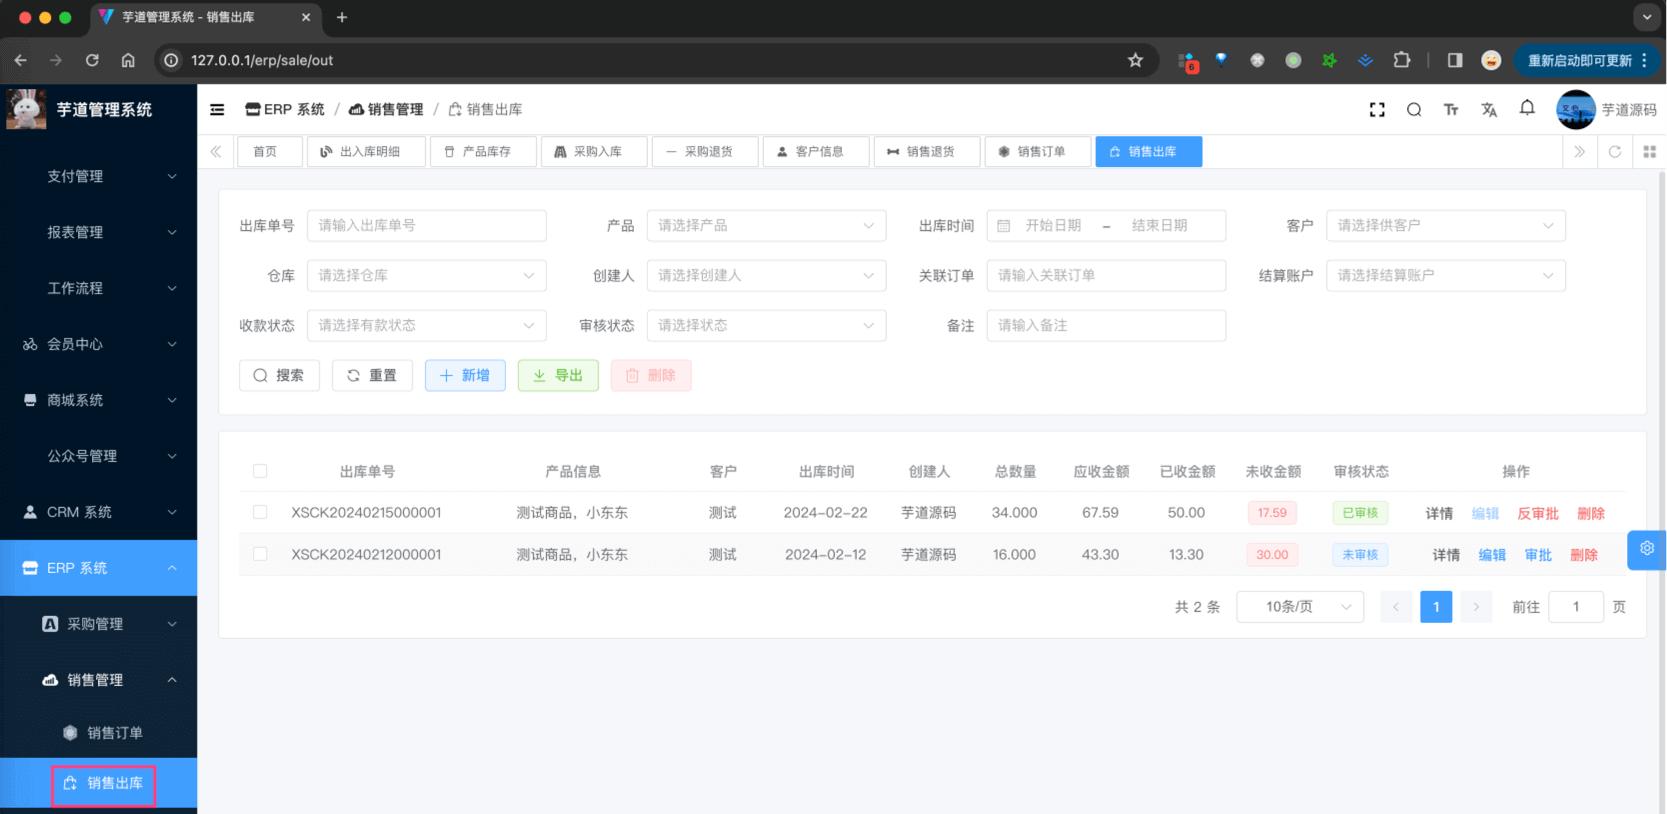 芋道管理系统 - 销售出库
127.0.0.1/erp/sale/out
6
重新启动即可更新
芋道管理系统
ERP 系统 / 销售管理 / 销售出库
芋道源码
首页 出入库明细 产品库存 采购入库 采购退货 客户信息 销售退货 销售订单 销售出库
支付管理
报表管理
工作流程
会员中心
商城系统
公众号管理
CRM 系统
ERP 系统
采购管理
销售管理
销售订单
销售出库
出库单号 请输入出库单号 产品 请选择产品 出库时间 开始日期 – 结束日期 客户 请选择供客户
仓库 请选择仓库 创建人 请选择创建人 关联订单 请输入关联订单 结算账户 请选择结算账户
收款状态 请选择有款状态 审核状态 请选择状态 备注 请输入备注
搜索 重置 新增 导出 删除
出库单号 产品信息 客户 出库时间 创建人 总数量 应收金额 已收金额 未收金额 审核状态 操作
XSCK20240215000001 测试商品，小东东 测试 2024-02-22 芋道源码 34.000 67.59 50.00 17.59 已审核 详情 编辑 反审批 删除
XSCK20240212000001 测试商品，小东东 测试 2024-02-12 芋道源码 16.000 43.30 13.30 30.00 未审核 详情 编辑 审批 删除
共 2 条 10条/页 1 前往 1 页